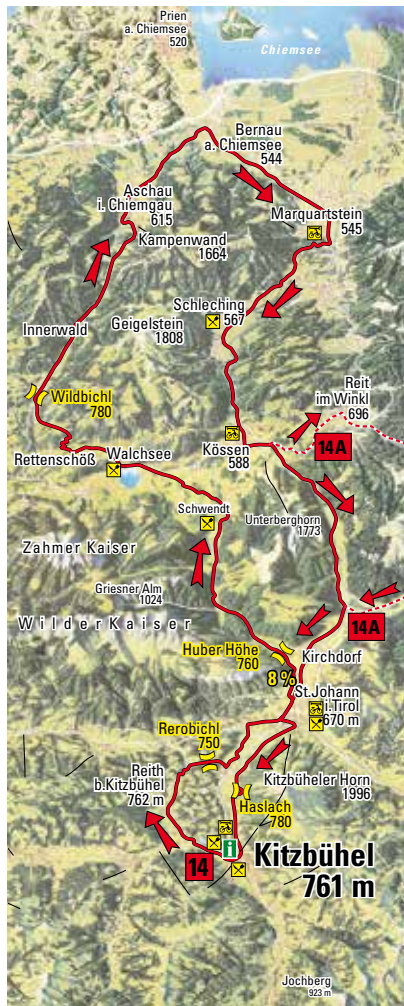 Prien
a. Chiemsee
520
Chiemsee
Bernau
a. Chiemsee
544
Aschau
i. Chiemgau
615
Marquartstein
545
Kampenwand
1664
Schleching
567
Innerwald
Geigelstein
1808
Wildbichl
780
Reit
im Winkl
696
Kössen
588
14A
Rettenschöß
Walchsee
Schwendt
Unterberghorn
1773
Zahmer Kaiser
Griesner Alm
1024
Wilder Kaiser
14A
Huber Höhe
760
Kirchdorf
8%
St.Johann
i.Tirol
670 m
Rerobichl
750
Reith
b.Kitzbühel
762 m
Kitzbüheler Horn
1996
Haslach
780
14
i
Kitzbühel
761 m
Jochberg
923 m